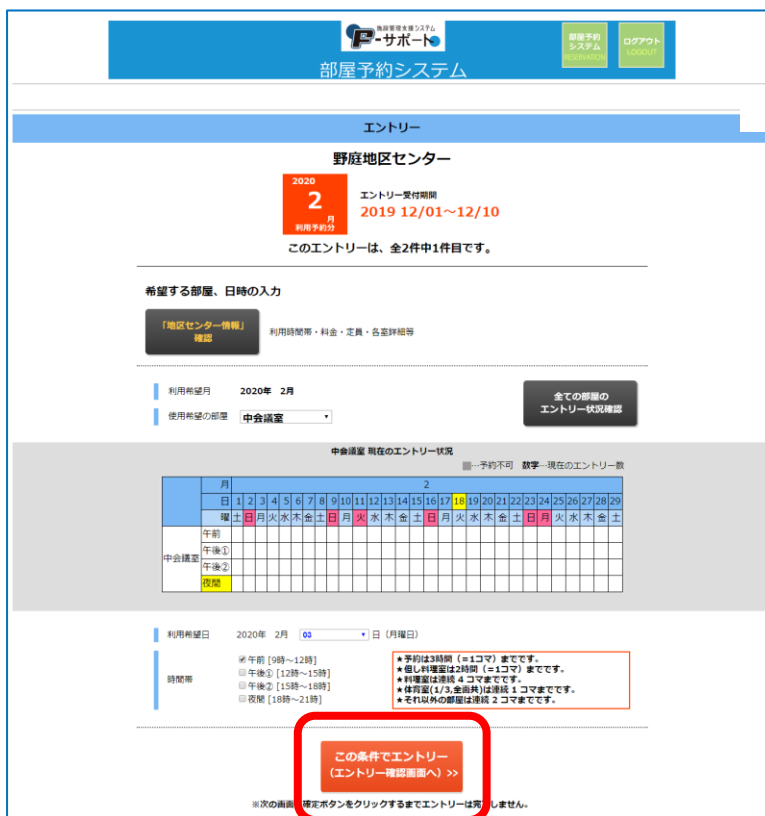 施設管理支援システム
F-サポート
部屋予約システム
部屋予約
システム
RESERVATION
ログアウト
LOGOUT
エントリー
野庭地区センター
2020
2
月
利用予約分
エントリー受付期間
2019 12/01～12/10
このエントリーは、全2件中1件目です。
希望する部屋、日時の入力
「地区センター情報」
確認
利用時間帯・料金・定員・各室詳細等
利用希望月 2020年 2月
使用希望の部屋 中会議室
全ての部屋の
エントリー状況確認
中会議室 現在のエントリー状況
…予約不可 数字…現在のエントリー数
月 2
日 1 2 3 4 5 6 7 8 9 10 11 12 13 14 15 16 17 18 19 20 21 22 23 24 25 26 27 28 29
曜 土 日 月 火 水 木 金 土 日 月 火 水 木 金 土 日 月 火 水 木 金 土 日 月 火 水 木 金 土
中会議室
午前
午後①
午後②
夜間
利用希望日 2020年 2月 03 日 (月曜日)
時間帯
午前 [9時～12時]
午後① [12時～15時]
午後② [15時～18時]
夜間 [18時～21時]
★予約は3時間（=1コマ）までです。
★但し料理室は2時間（=1コマ）までです。
★料理室は連続 4 コマまでです。
★体育室(1/3,全面共)は連続 1 コマまでです。
★それ以外の部屋は連続 2 コマまでです。
この条件でエントリー
（エントリー確認画面へ）>>
※次の画面 確定ボタンをクリックするまでエントリーは完 しません。